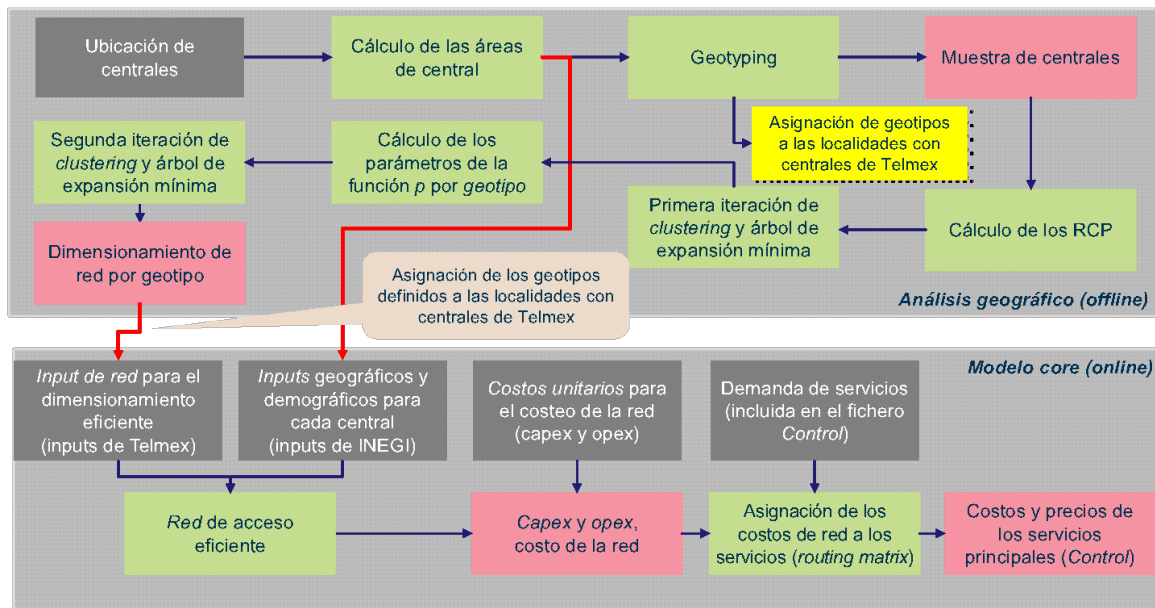 Ubicación de
centrales
Cálculo de las áreas
de central
Geotyping
Muestra de centrales
Segunda iteración de
clustering y árbol de
expansión mínima
Cálculo de los
parámetros de la
función p por geotipo
Asignación de geotipos
a las localidades con
centrales de Telmex
Primera iteración de
clustering y árbol de
expansión mínima
Cálculo de los RCP
Dimensionamiento de
red por geotipo
Asignación de los geotipos
definidos a las localidades con
centrales de Telmex
Análisis geográfico (offline)
Modelo core (online)
Input de red para el
dimensionamiento
eficiente
(inputs de Telmex)
Inputs geográficos y
demográficos para
cada central
(inputs de INEGI)
Costos unitarios para
el costeo de la red
(capex y opex)
Demanda de servicios
(incluida en el fichero
Control)
Red de acceso
eficiente
Capex y opex,
costo de la red
Asignación de los
costos de red a los
servicios (routing matrix)
Costos y precios de
los servicios
principales (Control)